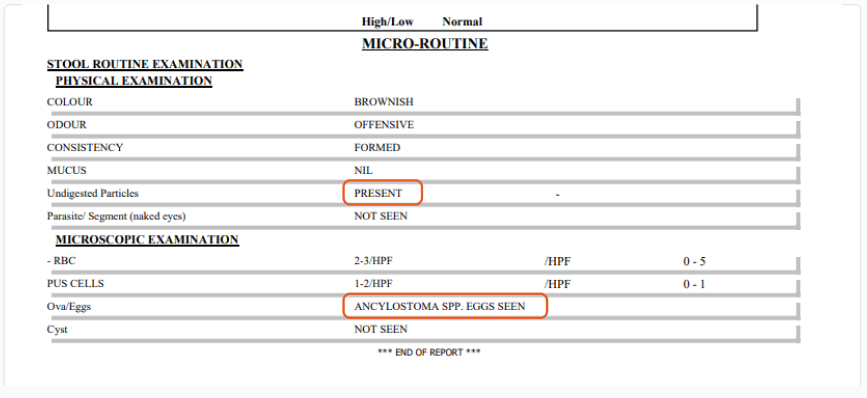 High/Low Normal
MICRO-ROUTINE
STOOL ROUTINE EXAMINATION
PHYSICAL EXAMINATION
COLOUR BROWNISH
ODOUR OFFENSIVE
CONSISTENCY FORMED
MUCUS NIL
Undigested Particles PRESENT -
Parasite/ Segment (naked eyes) NOT SEEN
MICROSCOPIC EXAMINATION
- RBC 2-3/HPF /HPF 0 - 5
PUS CELLS 1-2/HPF /HPF 0 - 1
Ova/Eggs ANCYLOSTOMA SPP. EGGS SEEN
Cyst NOT SEEN
*** END OF REPORT ***